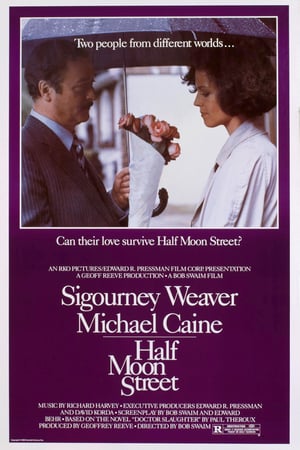 Two people from different worlds...
Can their love survive Half Moon Street?
AN RKO PICTURES/EDWARD R. PRESSMAN FILM CORP. PRESENTATION
A GEOFF REEVE PRODUCTION • A BOB SWAIM FILM
Sigourney Weaver
Michael Caine
Half
Moon
Street
MUSIC BY RICHARD HARVEY • EXECUTIVE PRODUCERS EDWARD R. PRESSMAN
AND DAVID KORDA • SCREENPLAY BY BOB SWAIM AND EDWARD
BEHR • BASED ON THE NOVEL "DOCTOR SLAUGHTER" BY PAUL THEROUX
PRODUCED BY GEOFFREY REEVE • DIRECTED BY BOB SWAIM
R RESTRICTED